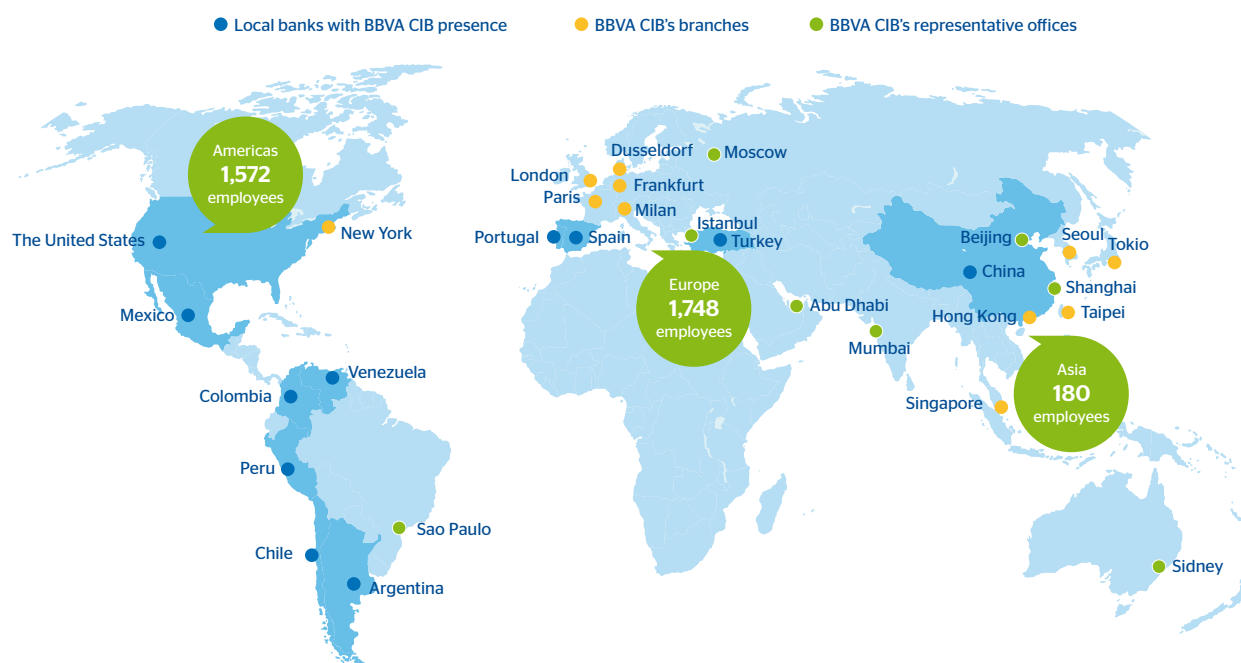 Local banks with BBVA CIB presence
BBVA CIB's branches
BBVA CIB's representative offices
Americas
1,572
employees
The United States
New York
Mexico
Venezuela
Colombia
Peru
Sao Paulo
Chile
Argentina
Dusseldorf
Moscow
London
Frankfurt
Paris
Milan
Istanbul
Portugal
Spain
Turkey
Europe
1,748
employees
Abu Dhabi
Mumbai
Beijing
Seoul
Tokio
China
Shanghai
Hong Kong
Taipei
Singapore
Asia
180
employees
Sidney